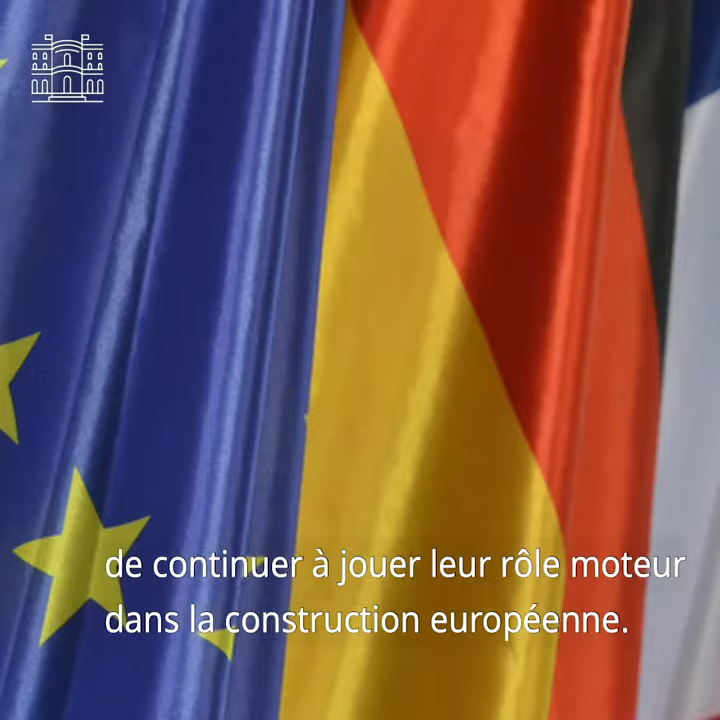 de continuer à jouer leur rôle moteur
dans la construction européenne.